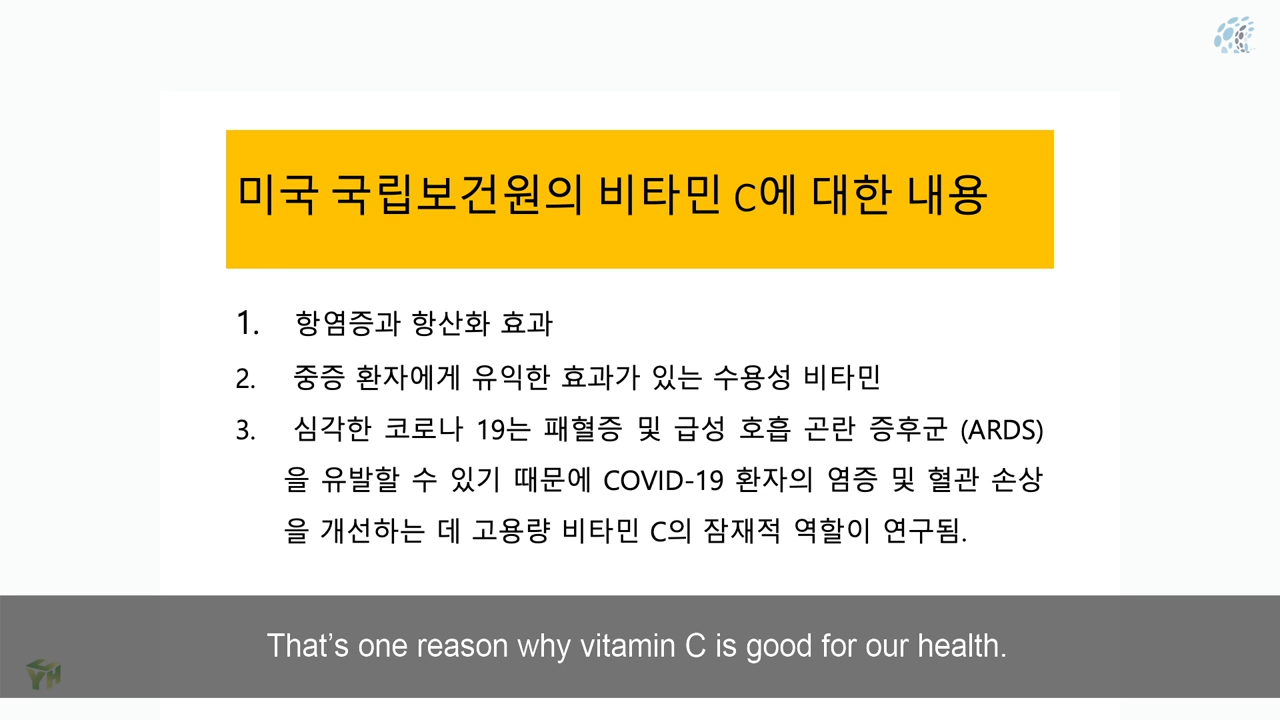 미국 국립보건원의 비타민 C에 대한 내용
1. 항염증과 항산화 효과
2. 중증 환자에게 유익한 효과가 있는 수용성 비타민
3. 심각한 코로나 19는 패혈증 및 급성 호흡 곤란 증후군 (ARDS)
을 유발할 수 있기 때문에 COVID-19 환자의 염증 및 혈관 손상
을 개선하는 데 고용량 비타민 C의 잠재적 역할이 연구됨.
That’s one reason why vitamin C is good for our health.
YH